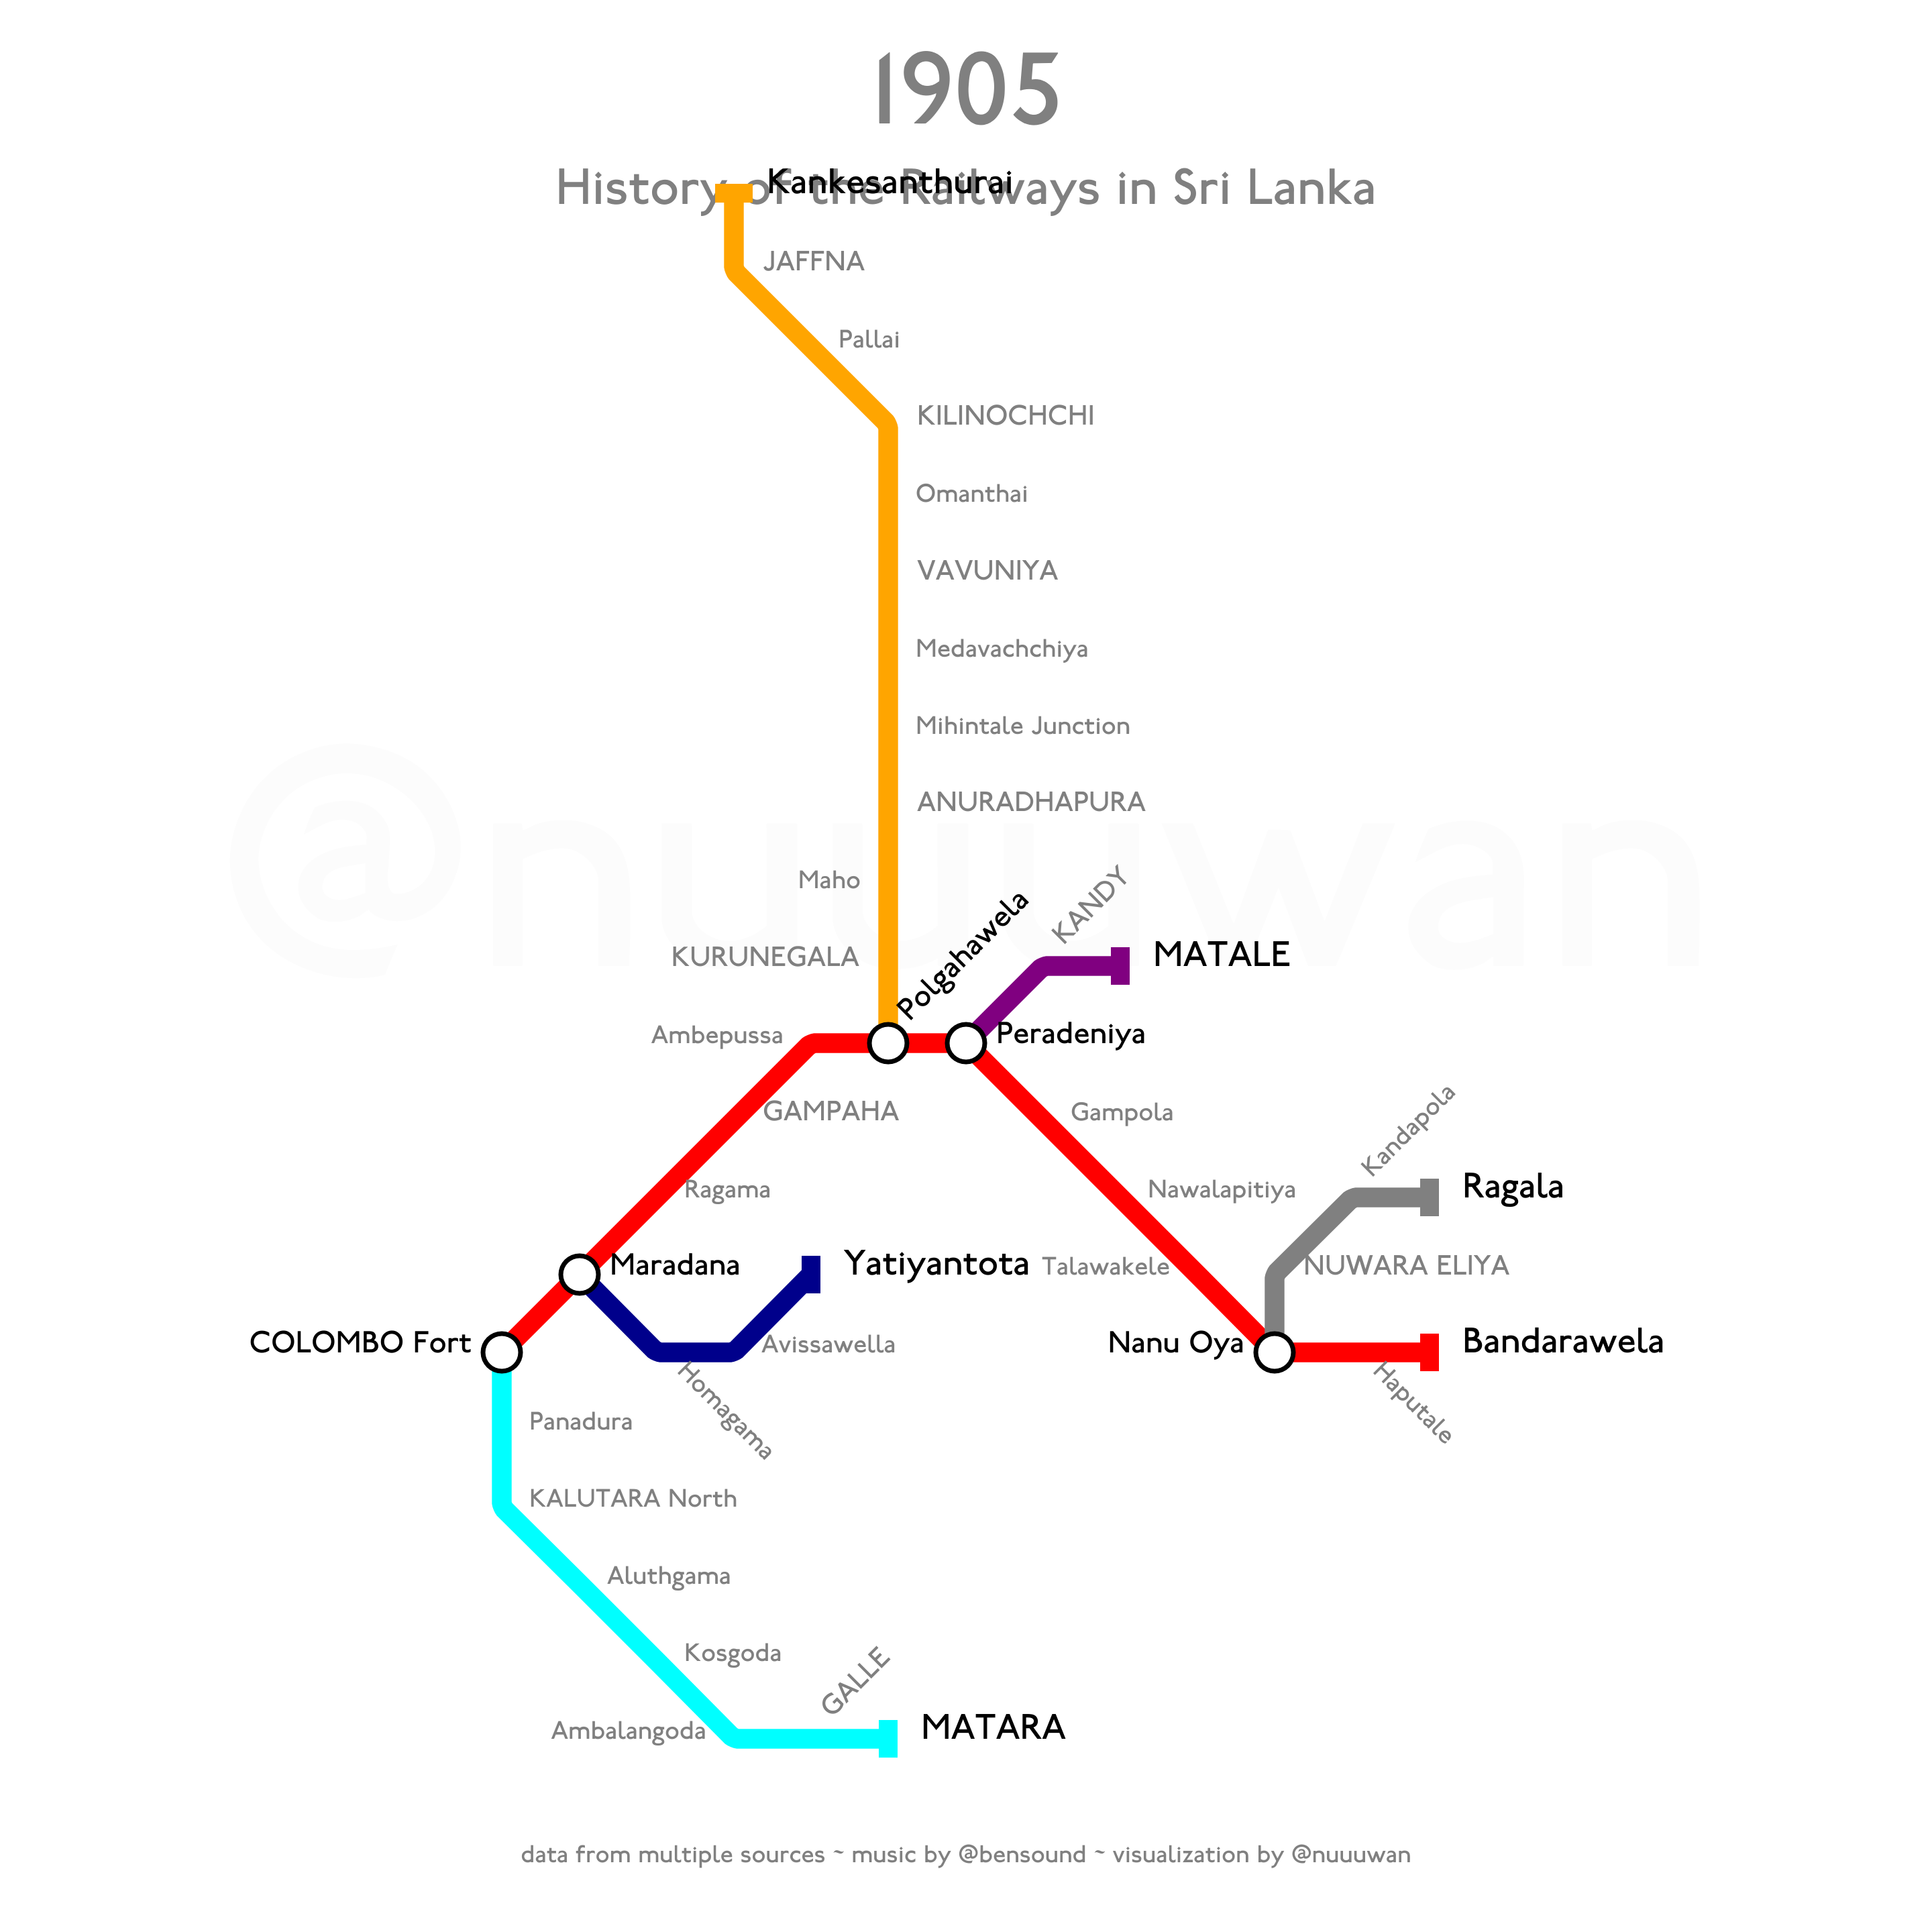 1905
History of the Railways in Sri Lanka
Kankesanthurai
JAFFNA
Pallai
KILINOCHCHI
Omanthai
VAVUNIYA
Medavachchiya
Mihintale Junction
ANURADHAPURA
@nuuuwan
Maho
KANDY
Polgahawela
KURUNEGALA
MATALE
Ambepussa
Peradeniya
GAMPAHA
Gampola
Kandapola
Ragama
Nawalapitiya
Ragala
Maradana
Yatiyantota
Talawakele
NUWARA ELIYA
COLOMBO Fort
Avissawella
Nanu Oya
Bandarawela
Homagama
Haputale
Panadura
KALUTARA North
Aluthgama
Kosgoda
GALLE
Ambalangoda
MATARA
data from multiple sources ~ music by @bensound ~ visualization by @nuuuwan